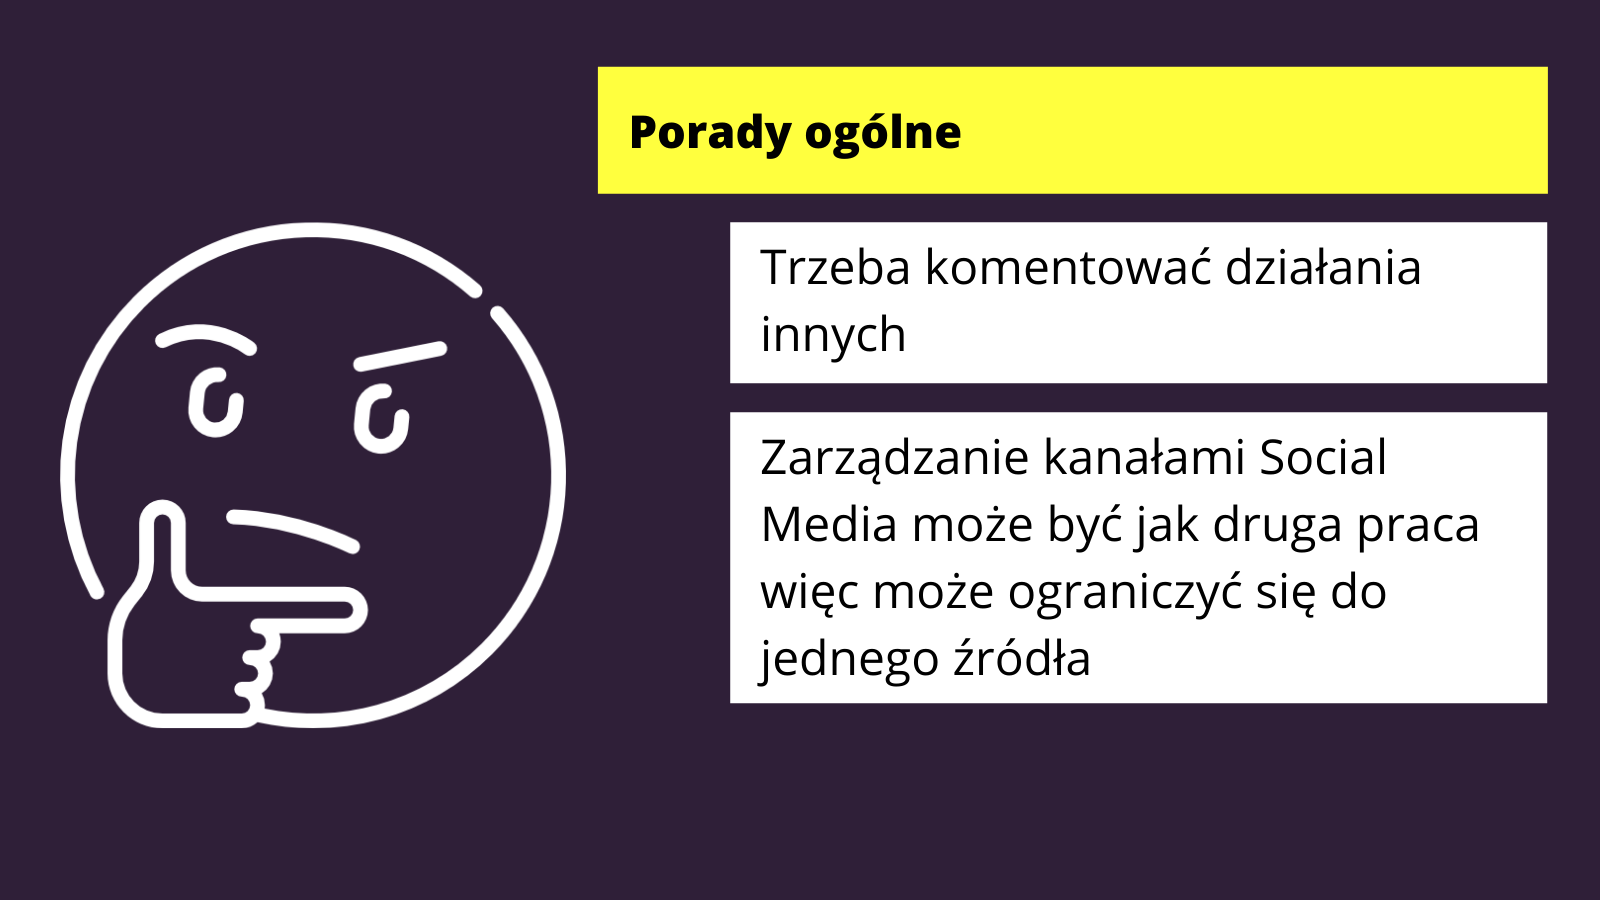 Porady ogólne
Trzeba komentować działania
innych
Zarządzanie kanałami Social
Media może być jak druga praca
więc może ograniczyć się do
jednego źródła